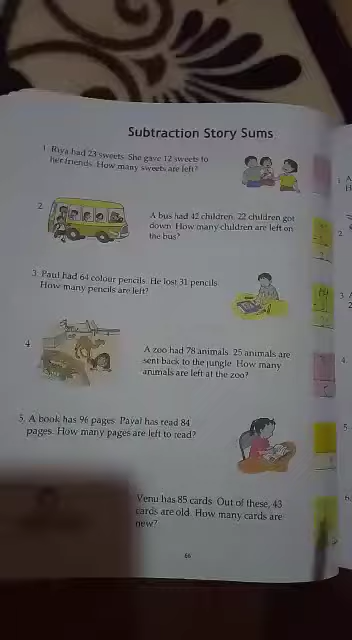 Subtraction Story Sums
1. Riya had 23 sweets. She gave 12 sweets to
her friends. How many sweets are left?
2.
A bus had 42 children. 22 children got
down. How many children are left on
the bus?
3. Paul had 64 colour pencils. He lost 31 pencils.
How many pencils are left?
4.
A zoo had 78 animals. 25 animals are
sent back to the jungle. How many
animals are left at the zoo?
5. A book has 96 pages. Payal has read 84
pages. How many pages are left to read?
Venu has 85 cards. Out of these, 43
cards are old. How many cards are
new?
66